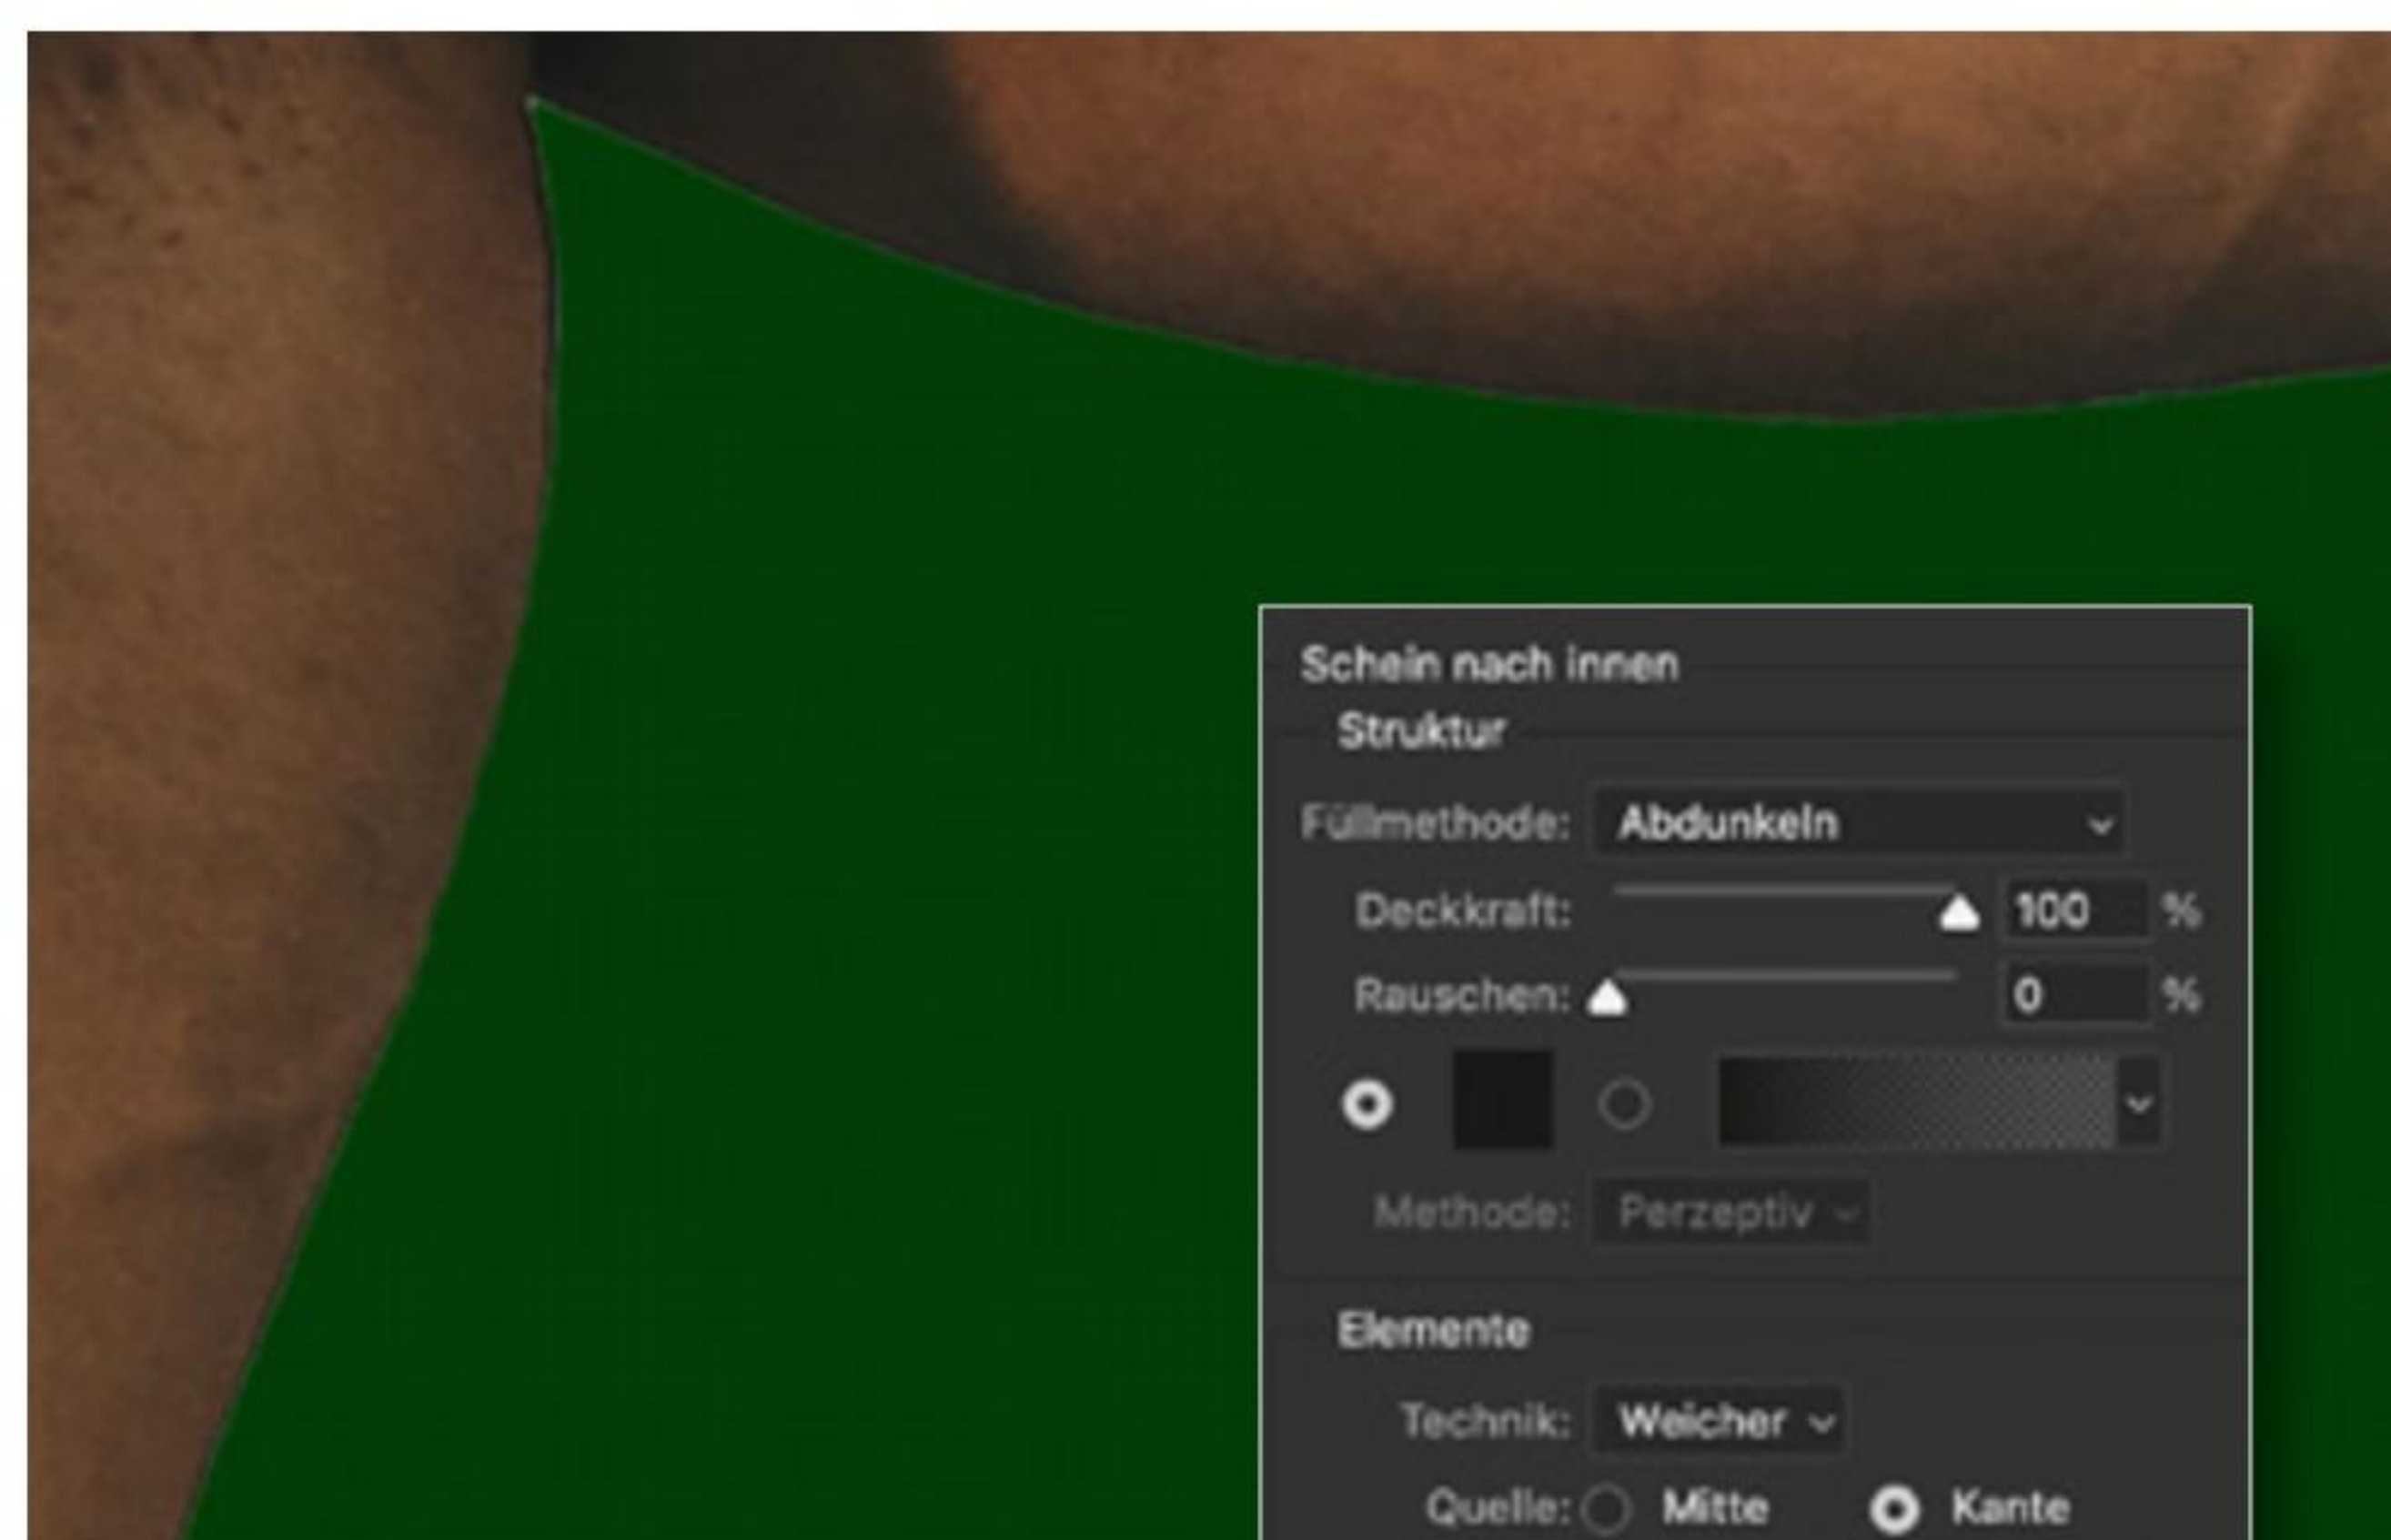 Schein nach innen
Struktur
Füllmethode: Abdunkeln
Deckkraft: 100 %
Rauschen: 0 %
Methode: Perzeptiv
Elemente
Technik: Weicher
Quelle: Mitte Kante